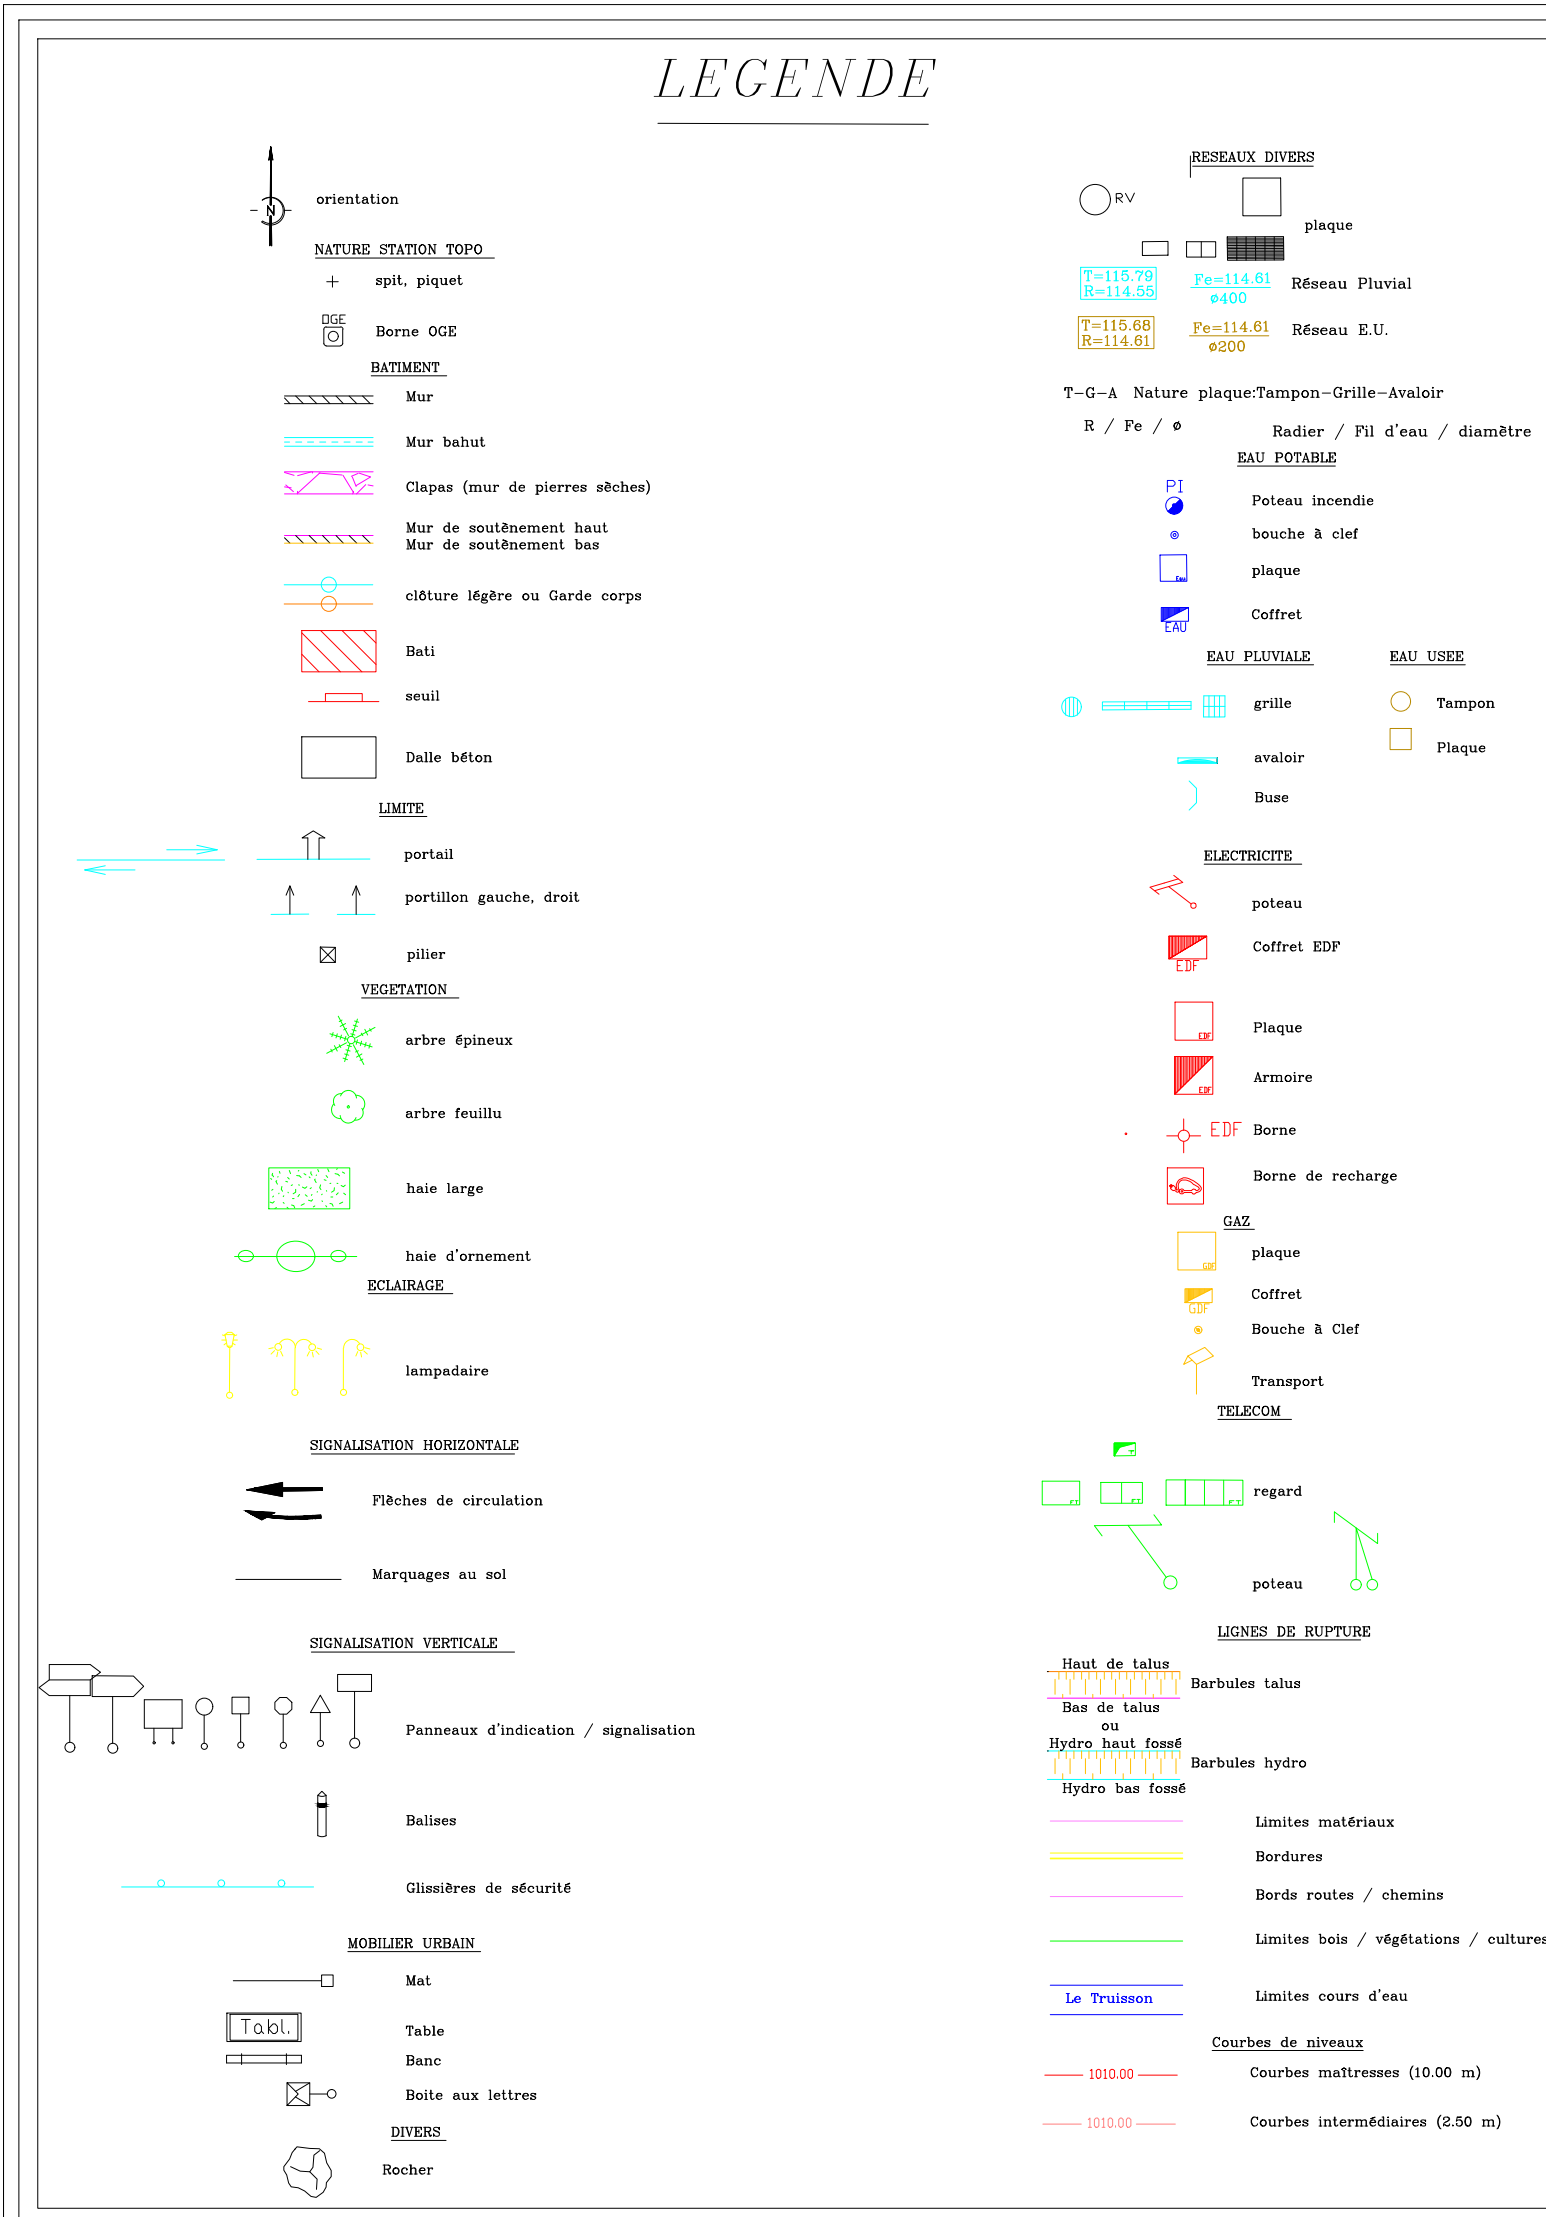 LEGENDE
N
orientation
NATURE STATION TOPO
spit, piquet
OGE
Borne OGE
BATIMENT
Mur
Mur bahut
Clapas (mur de pierres sèches)
Mur de soutènement haut
Mur de soutènement bas
clôture légère ou Garde corps
Bati
seuil
Dalle béton
LIMITE
portail
portillon gauche, droit
pilier
VEGETATION
arbre épineux
arbre feuillu
haie large
haie d'ornement
ECLAIRAGE
lampadaire
SIGNALISATION HORIZONTALE
Flèches de circulation
Marquages au sol
SIGNALISATION VERTICALE
Panneaux d'indication / signalisation
Balises
Glissières de sécurité
MOBILIER URBAIN
Mat
Tabl.
Table
Banc
Boite aux lettres
DIVERS
Rocher
RESEAUX DIVERS
RV
plaque
T=115.79
R=114.55
Fe=114.61
ø400
Réseau Pluvial
T=115.68
R=114.61
Fe=114.61
ø200
Réseau E.U.
T-G-A Nature plaque:Tampon-Grille-Avaloir
R / Fe / ø
Radier / Fil d'eau / diamètre
EAU POTABLE
PI
Poteau incendie
bouche à clef
plaque
Eau
Coffret
EAU
EAU PLUVIALE
EAU USEE
grille
Tampon
Plaque
avaloir
Buse
ELECTRICITE
poteau
Coffret EDF
EDF
Plaque
EDF
Armoire
EDF
EDF Borne
Borne de recharge
GAZ
plaque
GDF
Coffret
GDF
Bouche à Clef
Transport
TELECOM
regard
FT
FT
FT
poteau
LIGNES DE RUPTURE
Haut de talus
Barbules talus
Bas de talus
ou
Hydro haut fossé
Barbules hydro
Hydro bas fossé
Limites matériaux
Bordures
Bords routes / chemins
Limites bois / végétations / cultures
Le Truisson
Limites cours d'eau
Courbes de niveaux
1010.00
Courbes maîtresses (10.00 m)
1010.00
Courbes intermédiaires (2.50 m)